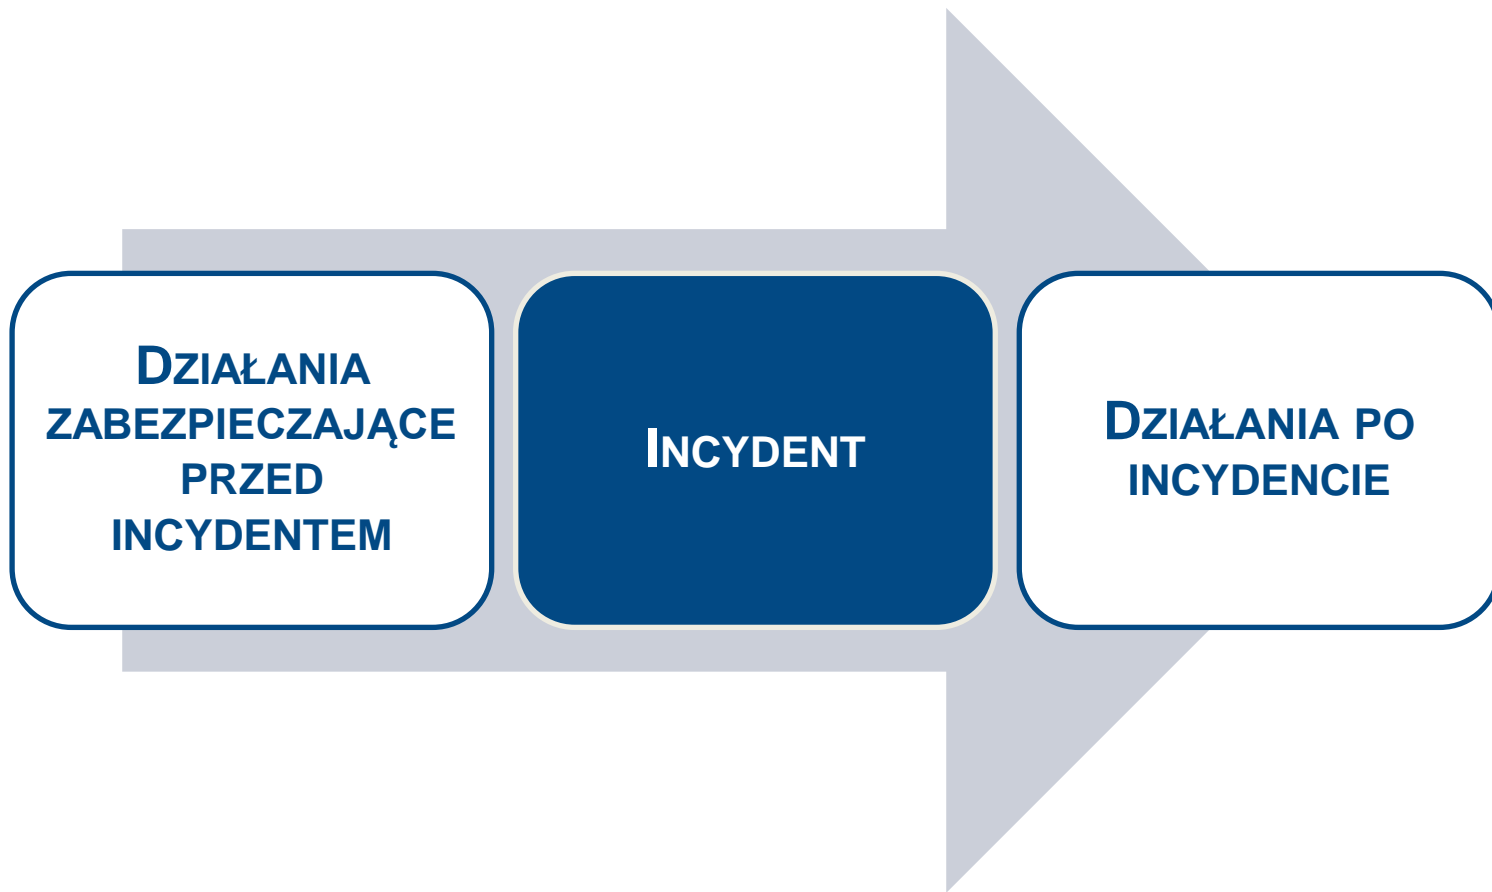 DZIAŁANIA
ZABEZPIECZAJĄCE
PRZED
INCYDENTEM
INCYDENT
DZIAŁANIA PO
INCYDENCIE